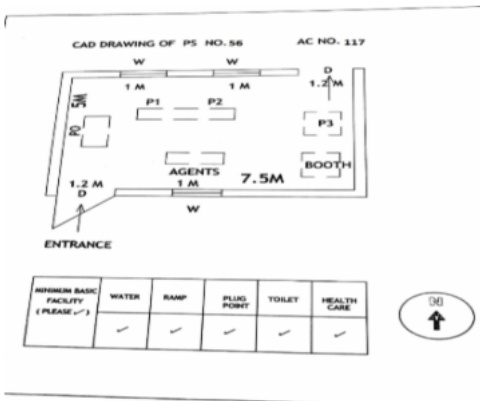 CAD DRAWING OF PS NO.56 AC NO. 117
W W D
1 M 1 M 1.2 M
5M
P1 P2
PO
P3
AGENTS
BOOTH
1.2 M 1 M 7.5M
D
W
ENTRANCE
MINIMUM BASIC FACILITY (PLEASE ✓) WATER RAMP PLUG POINT TOILET HEALTH CARE
✓ ✓ ✓ ✓ ✓
N